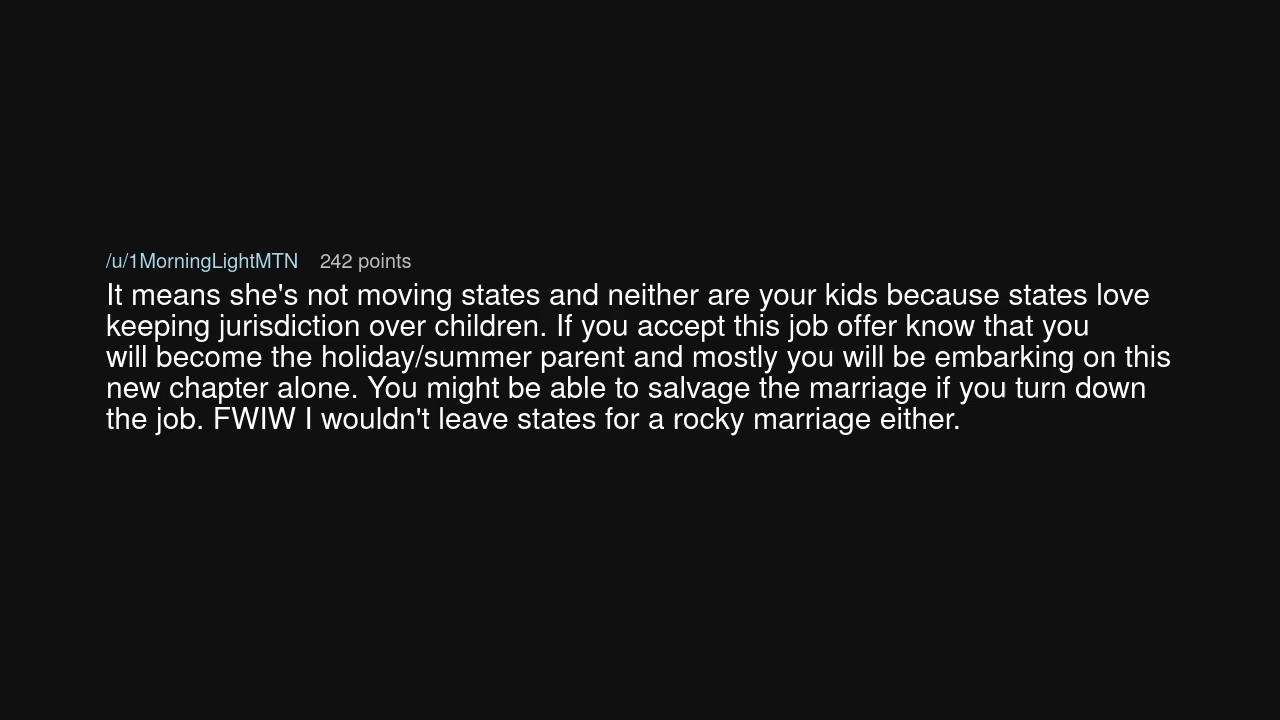 /u/1MorningLightMTN 242 points
It means she's not moving states and neither are your kids because states love
keeping jurisdiction over children. If you accept this job offer know that you
will become the holiday/summer parent and mostly you will be embarking on this
new chapter alone. You might be able to salvage the marriage if you turn down
the job. FWIW I wouldn't leave states for a rocky marriage either.